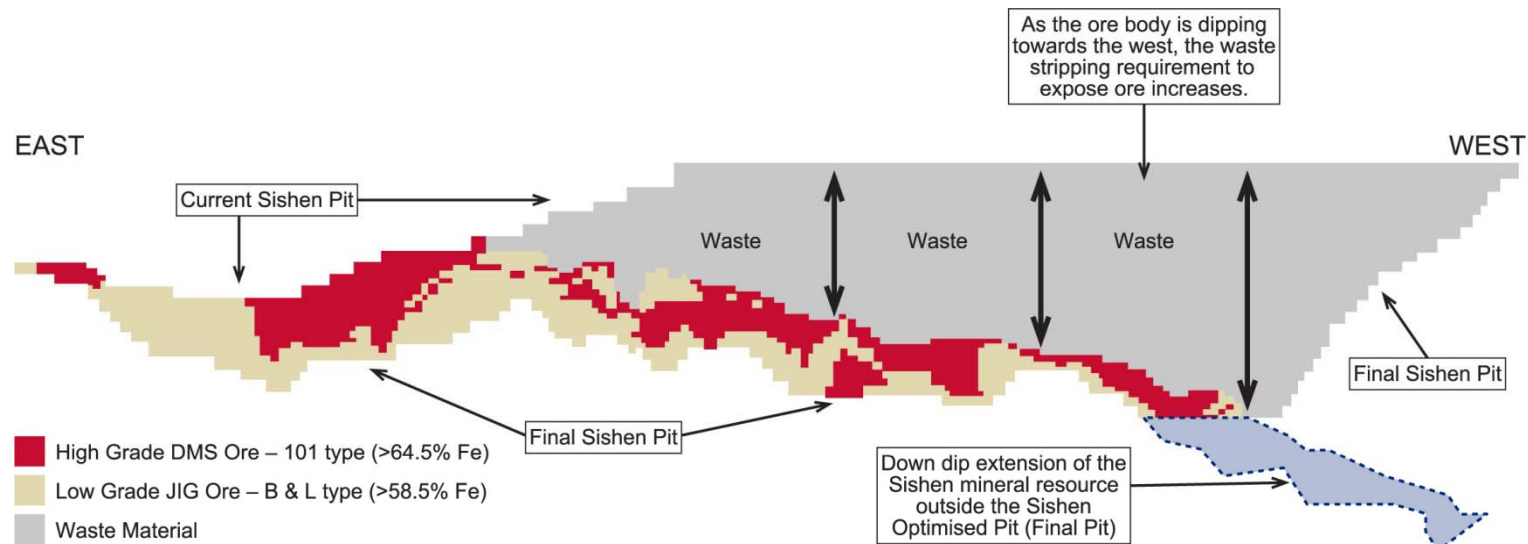 As the ore body is dipping
towards the west, the waste
stripping requirement to
expose ore increases.
EAST
WEST
Current Sishen Pit
Waste
Waste
Waste
Final Sishen Pit
Final Sishen Pit
High Grade DMS Ore – 101 type (>64.5% Fe)
Low Grade JIG Ore – B & L type (>58.5% Fe)
Waste Material
Down dip extension of the
Sishen mineral resource
outside the Sishen
Optimised Pit (Final Pit)